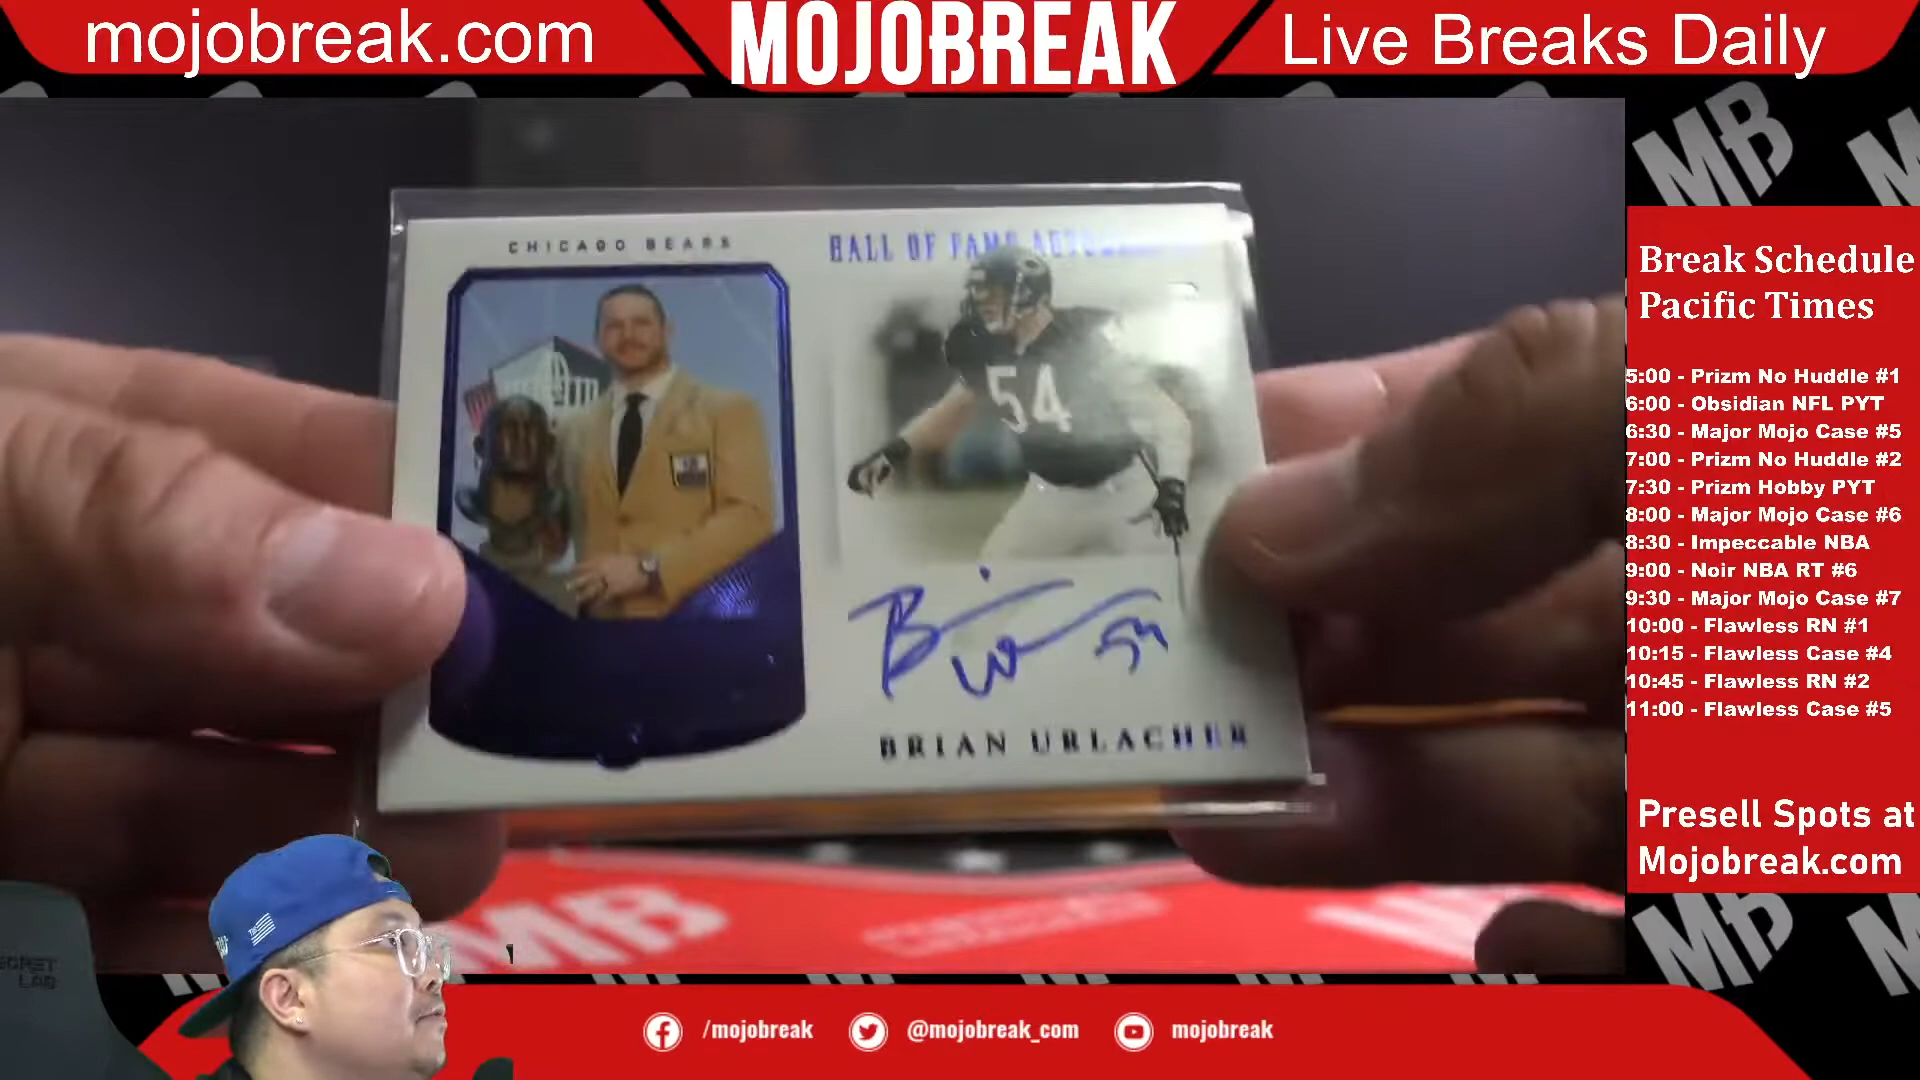 mojobreak.com
MOJOBREAK
Live Breaks Daily
CHICAGO BEARS
HALL OF FAME
54
BRIAN URLACHER
MB
Break Schedule
Pacific Times
5:00 - Prizm No Huddle #1
6:00 - Obsidian NFL PYT
6:30 - Major Mojo Case #5
7:00 - Prizm No Huddle #2
7:30 - Prizm Hobby PYT
8:00 - Major Mojo Case #6
8:30 - Impeccable NBA
9:00 - Noir NBA RT #6
9:30 - Major Mojo Case #7
10:00 - Flawless RN #1
10:15 - Flawless Case #4
10:45 - Flawless RN #2
11:00 - Flawless Case #5
Presell Spots at
Mojobreak.com
MB
MB
/mojobreak
@mojobreak_com
mojobreak